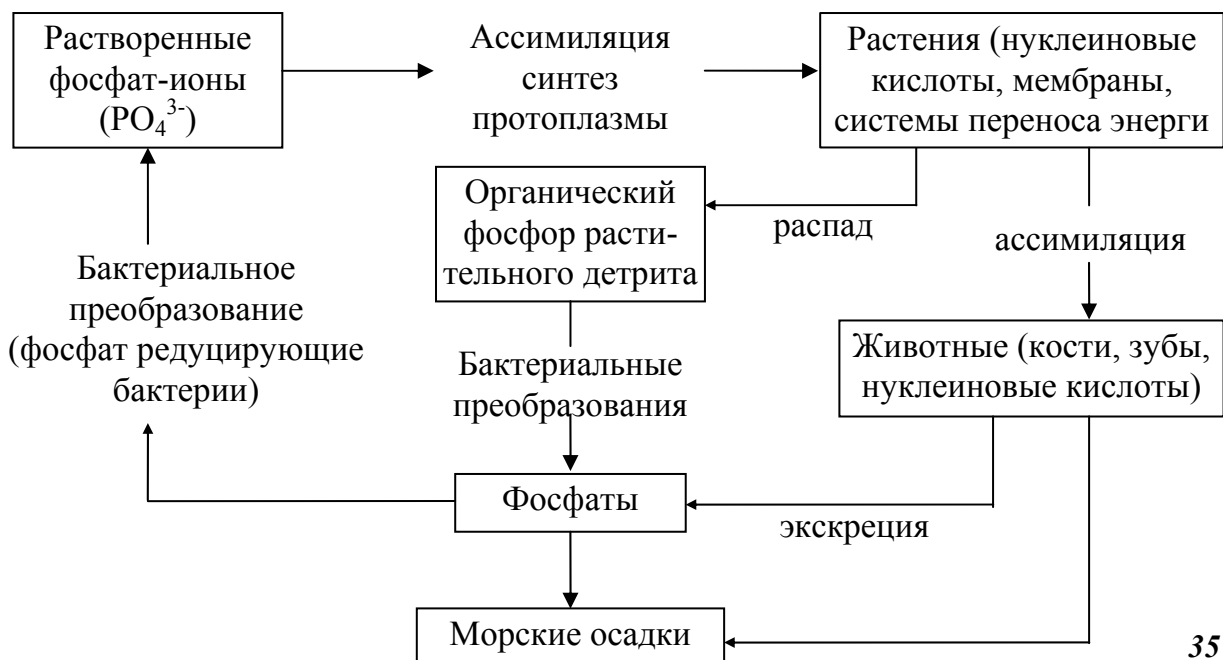 Растворенные
фосфат-ионы
(PO₄³⁻)
Ассимиляция
синтез
протоплазмы
Растения (нуклеиновые
кислоты, мембраны,
системы переноса энерги
Органический
фосфор расти-
тельного детрита
распад
ассимиляция
Бактериальное
преобразование
(фосфат редуцирующие
бактерии)
Бактериальные
преобразования
Животные (кости, зубы,
нуклеиновые кислоты)
Фосфаты
экскреция
Морские осадки
35